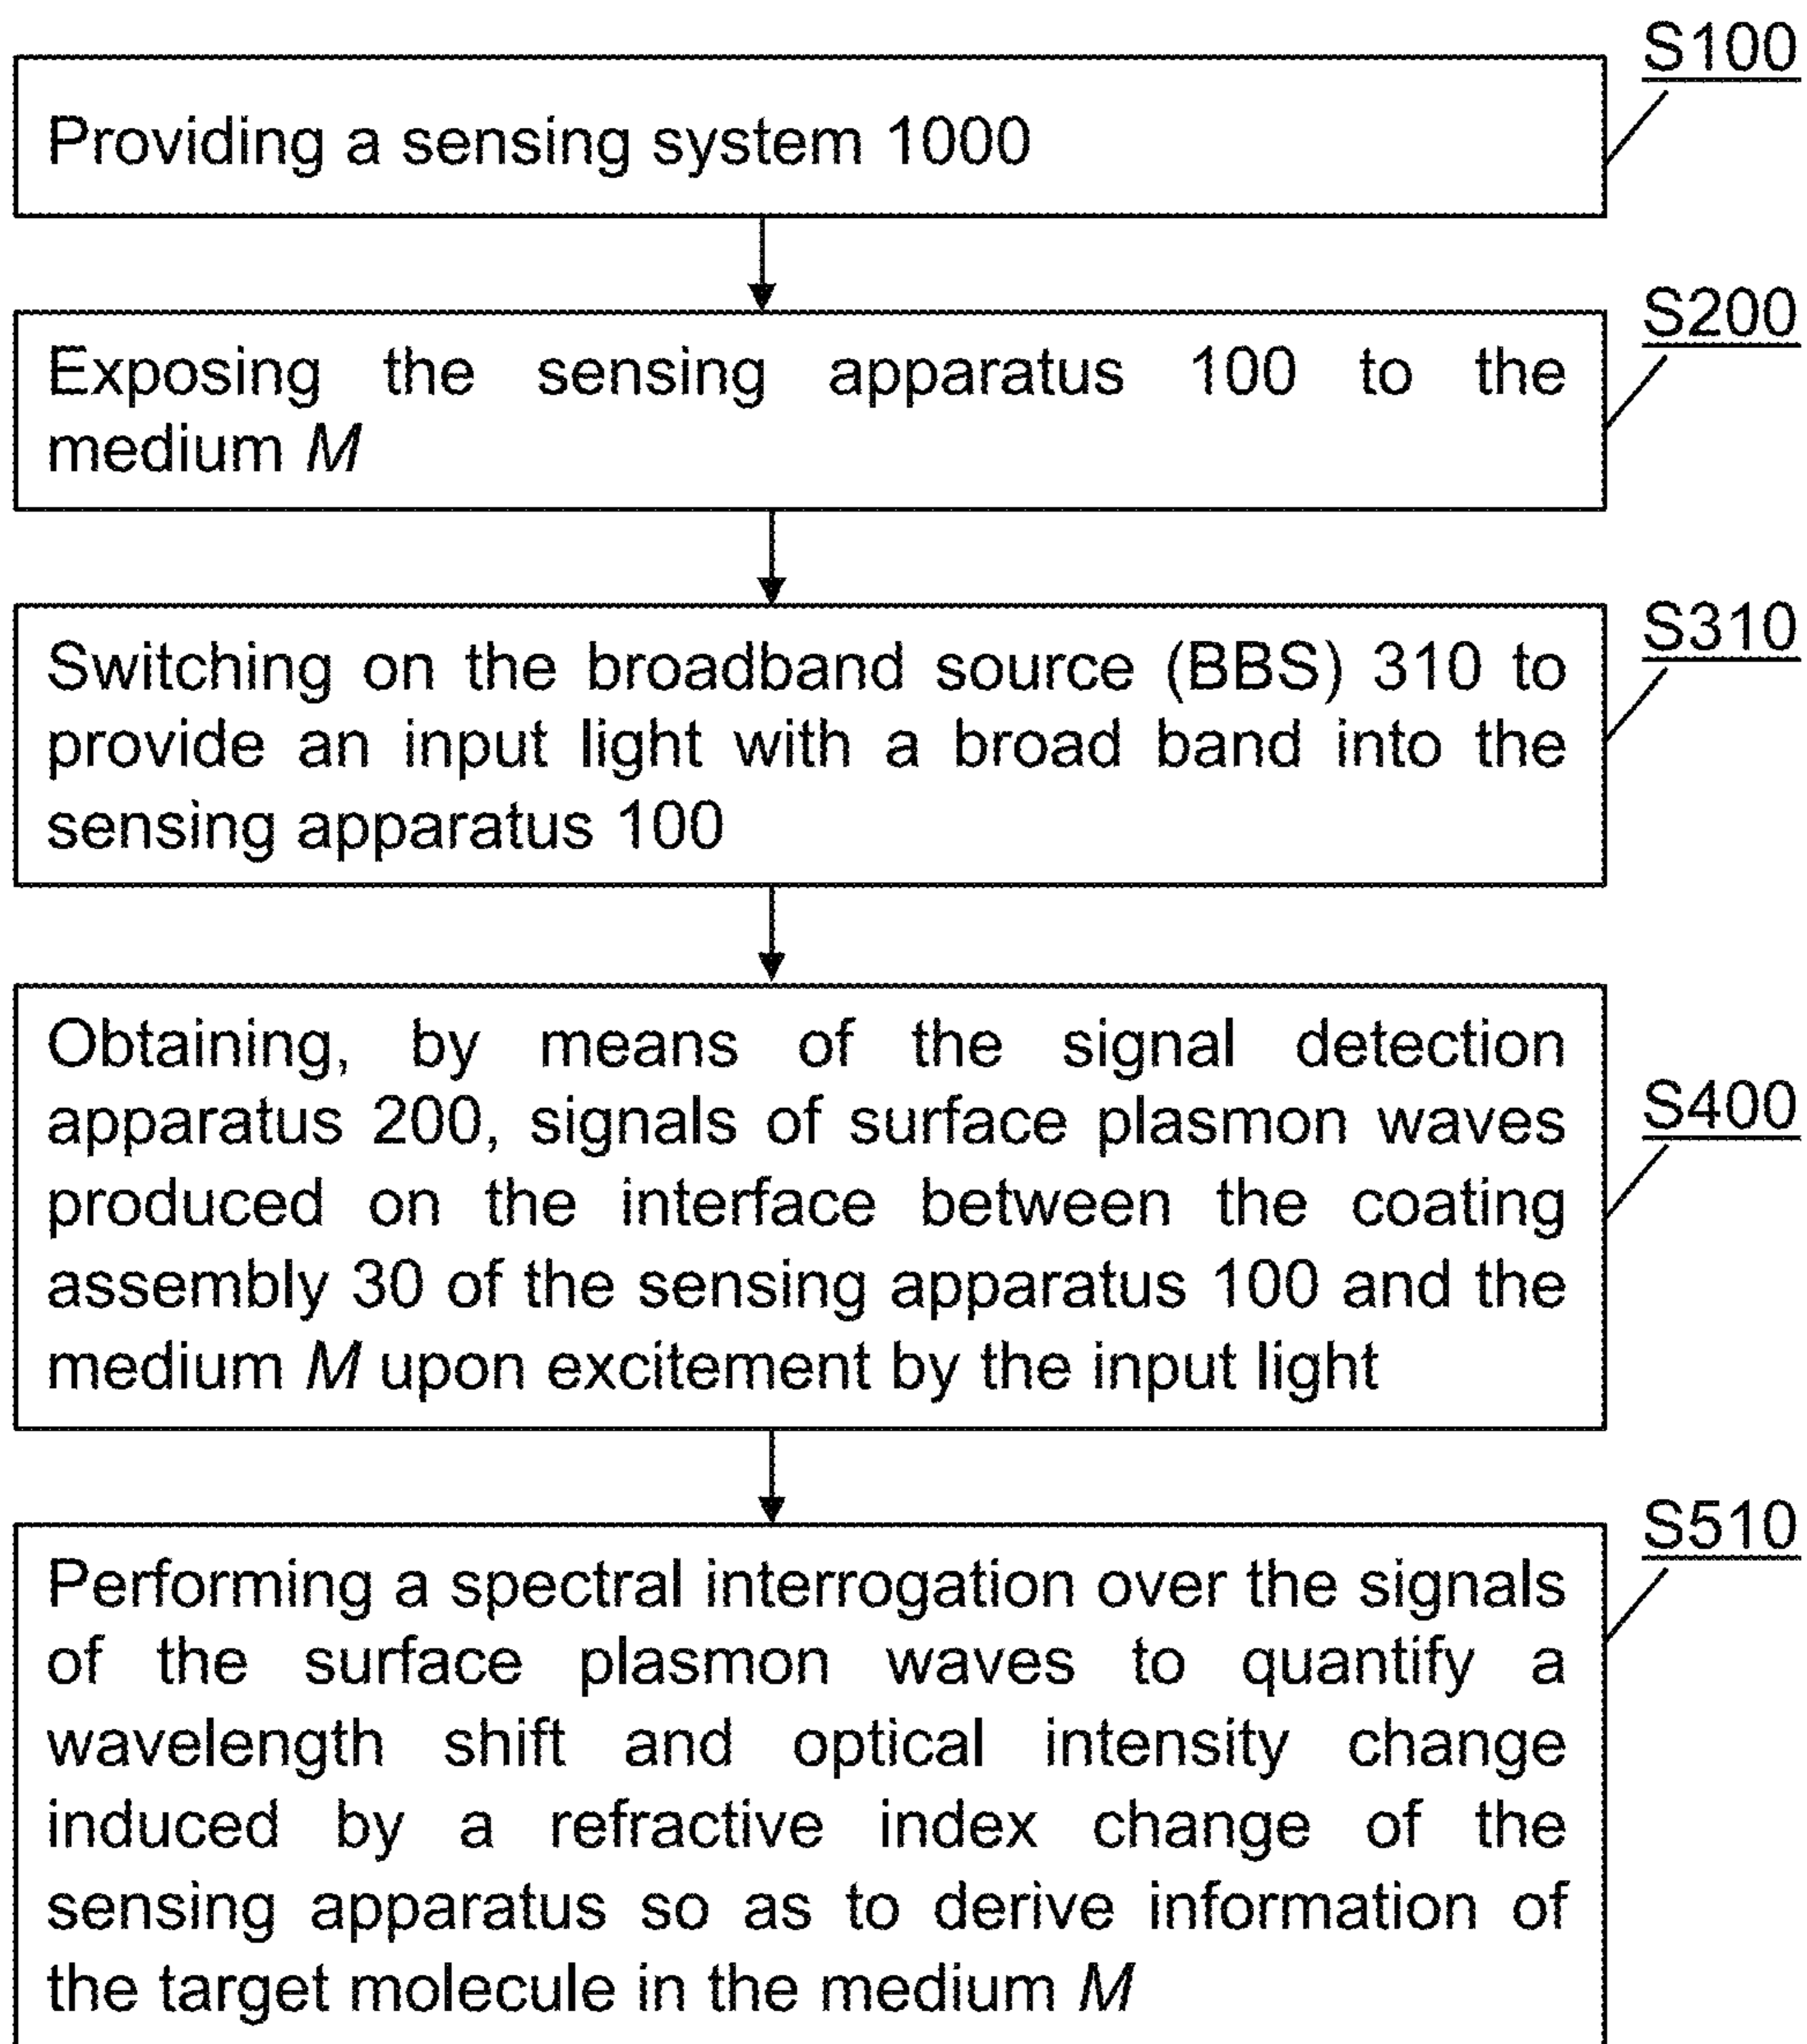 S100
Providing a sensing system 1000
S200
Exposing the sensing apparatus 100 to the
medium M
S310
Switching on the broadband source (BBS) 310 to
provide an input light with a broad band into the
sensing apparatus 100
Obtaining, by means of the signal detection
apparatus 200, signals of surface plasmon waves
S400
produced on the interface between the coating
assembly 30 of the sensing apparatus 100 and the
medium M upon excitement by the input light
S510
Performing a spectral interrogation over the signals
of the surface plasmon waves to quantify a
wavelength shift and optical intensity change
induced by a refractive index change of the
sensing apparatus so as to derive information of
the target molecule in the medium M